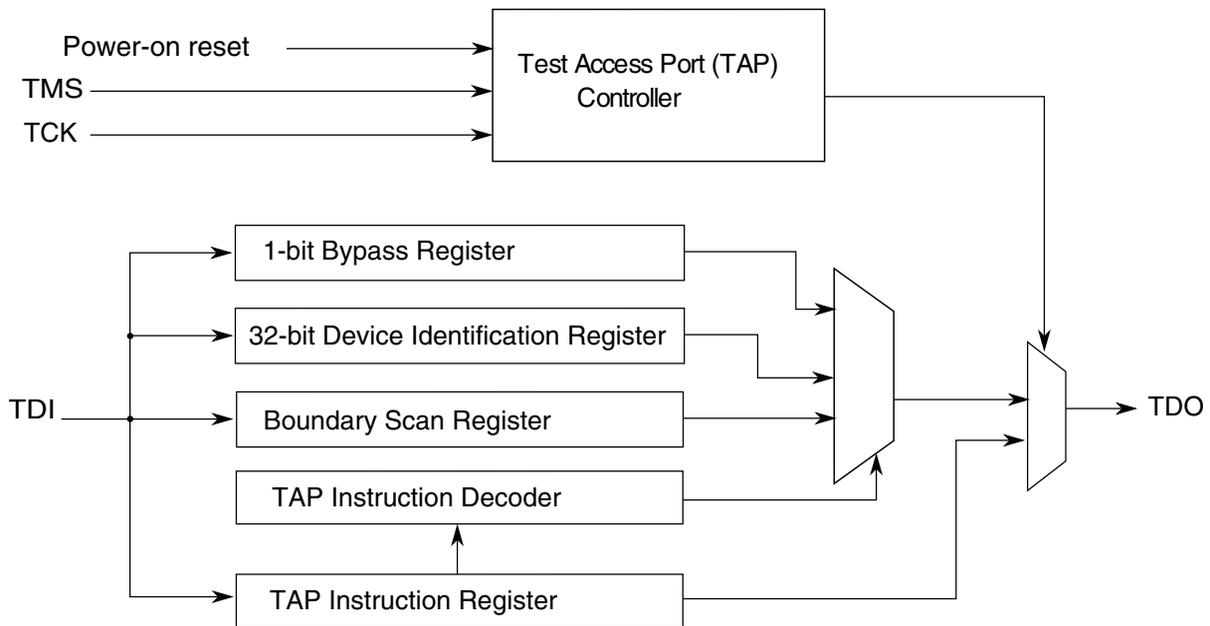 Power-on reset
TMS
TCK
Test Access Port (TAP)
Controller
1-bit Bypass Register
32-bit Device Identification Register
TDI
Boundary Scan Register
TDO
TAP Instruction Decoder
TAP Instruction Register